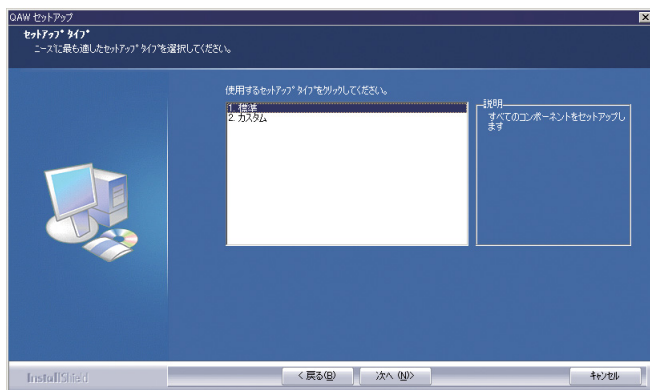 QAW セットアップ
セットアップ タイプ
ニーズに最も適したセットアップ タイプを選択してください。
使用するセットアップ タイプをクリックしてください。
1. 標準
2. カスタム
説明
すべてのコンポーネントをセットアップし
ます
InstallShield
< 戻る(B)
次へ (N)>
キャンセル